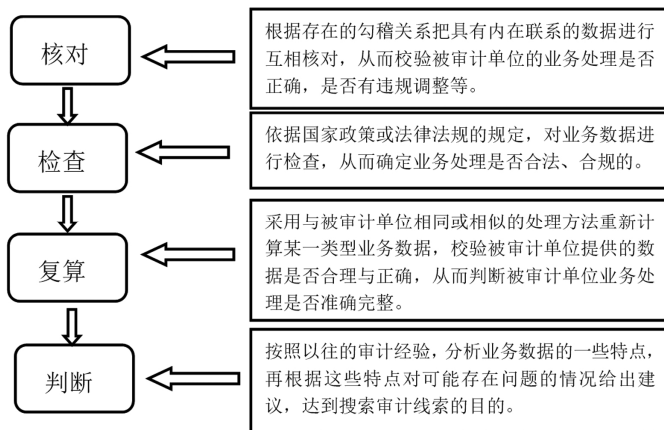 核对
根据存在的勾稽关系把具有内在联系的数据进行
互相核对，从而校验被审计单位的业务处理是否
正确，是否有违规调整等。
检查
依据国家政策或法律法规的规定，对业务数据进
行检查，从而确定业务处理是否合法、合规的。
复算
采用与被审计单位相同或相似的处理方法重新计
算某一类型业务数据，校验被审计单位提供的数
据是否合理与正确，从而判断被审计单位业务处
理是否准确完整。
判断
按照以往的审计经验，分析业务数据的一些特点，
再根据这些特点对可能存在问题的情况给出建
议，达到搜索审计线索的目的。